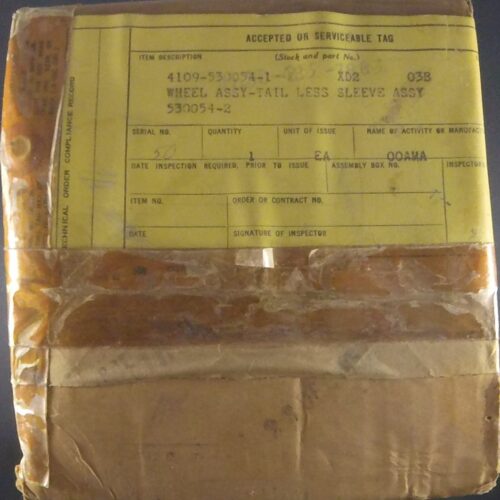 ACCEPTED OR SERVICEABLE TAG
ITEM DESCRIPTION (Stock and part No.)
4109-530054-1 XD2 03B
WHEEL ASSY-TAIL LESS SLEEVE ASSY
530054-2
SERIAL NO. QUANTITY UNIT OF ISSUE NAME OF ACTIVITY OR MANUFACTU
1 EA OOAMA
DATE INSPECTION REQUIRED, PRIOR TO ISSUE ASSEMBLY BOX NO. INSPECTOR
ITEM NO. ORDER OR CONTRACT NO.
DATE SIGNATURE OF INSPECTOR
TECHNICAL ORDER COMPLIANCE RECORD